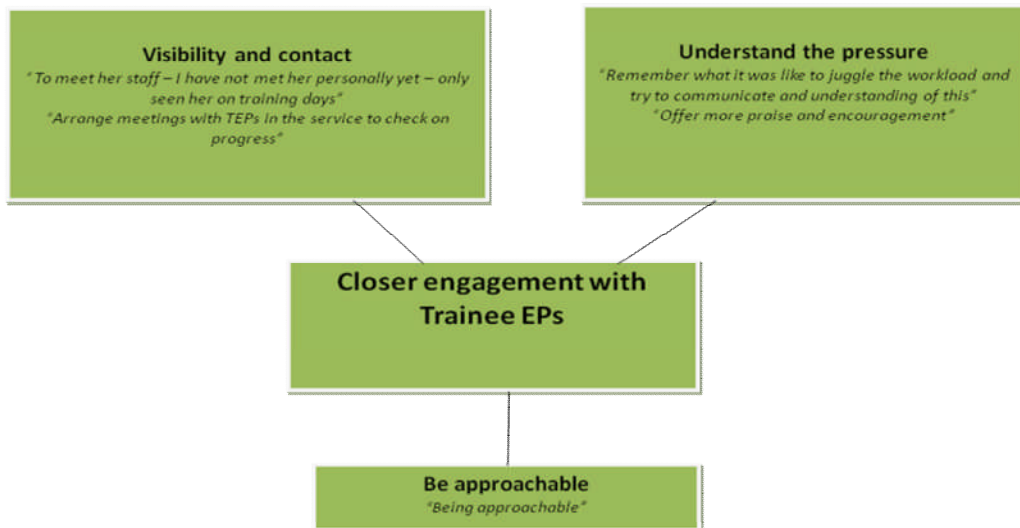 Visibility and contact
“To meet her staff – I have not met her personally yet – only
seen her on training days”
“Arrange meetings with TEPs in the service to check on
progress”
Understand the pressure
“Remember what it was like to juggle the workload and
try to communicate and understanding of this”
“Offer more praise and encouragement”
Closer engagement with
Trainee EPs
Be approachable
“Being approachable”